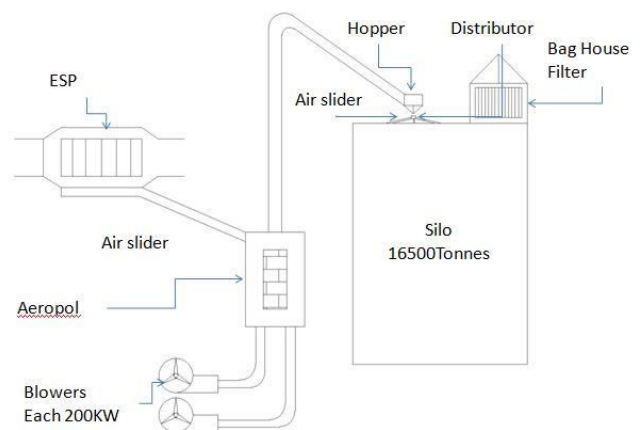 Hopper
Distributor
Bag House
Filter
ESP
Air slider
Air slider
Silo
16500Tonnes
Aeropol
Blowers
Each 200KW